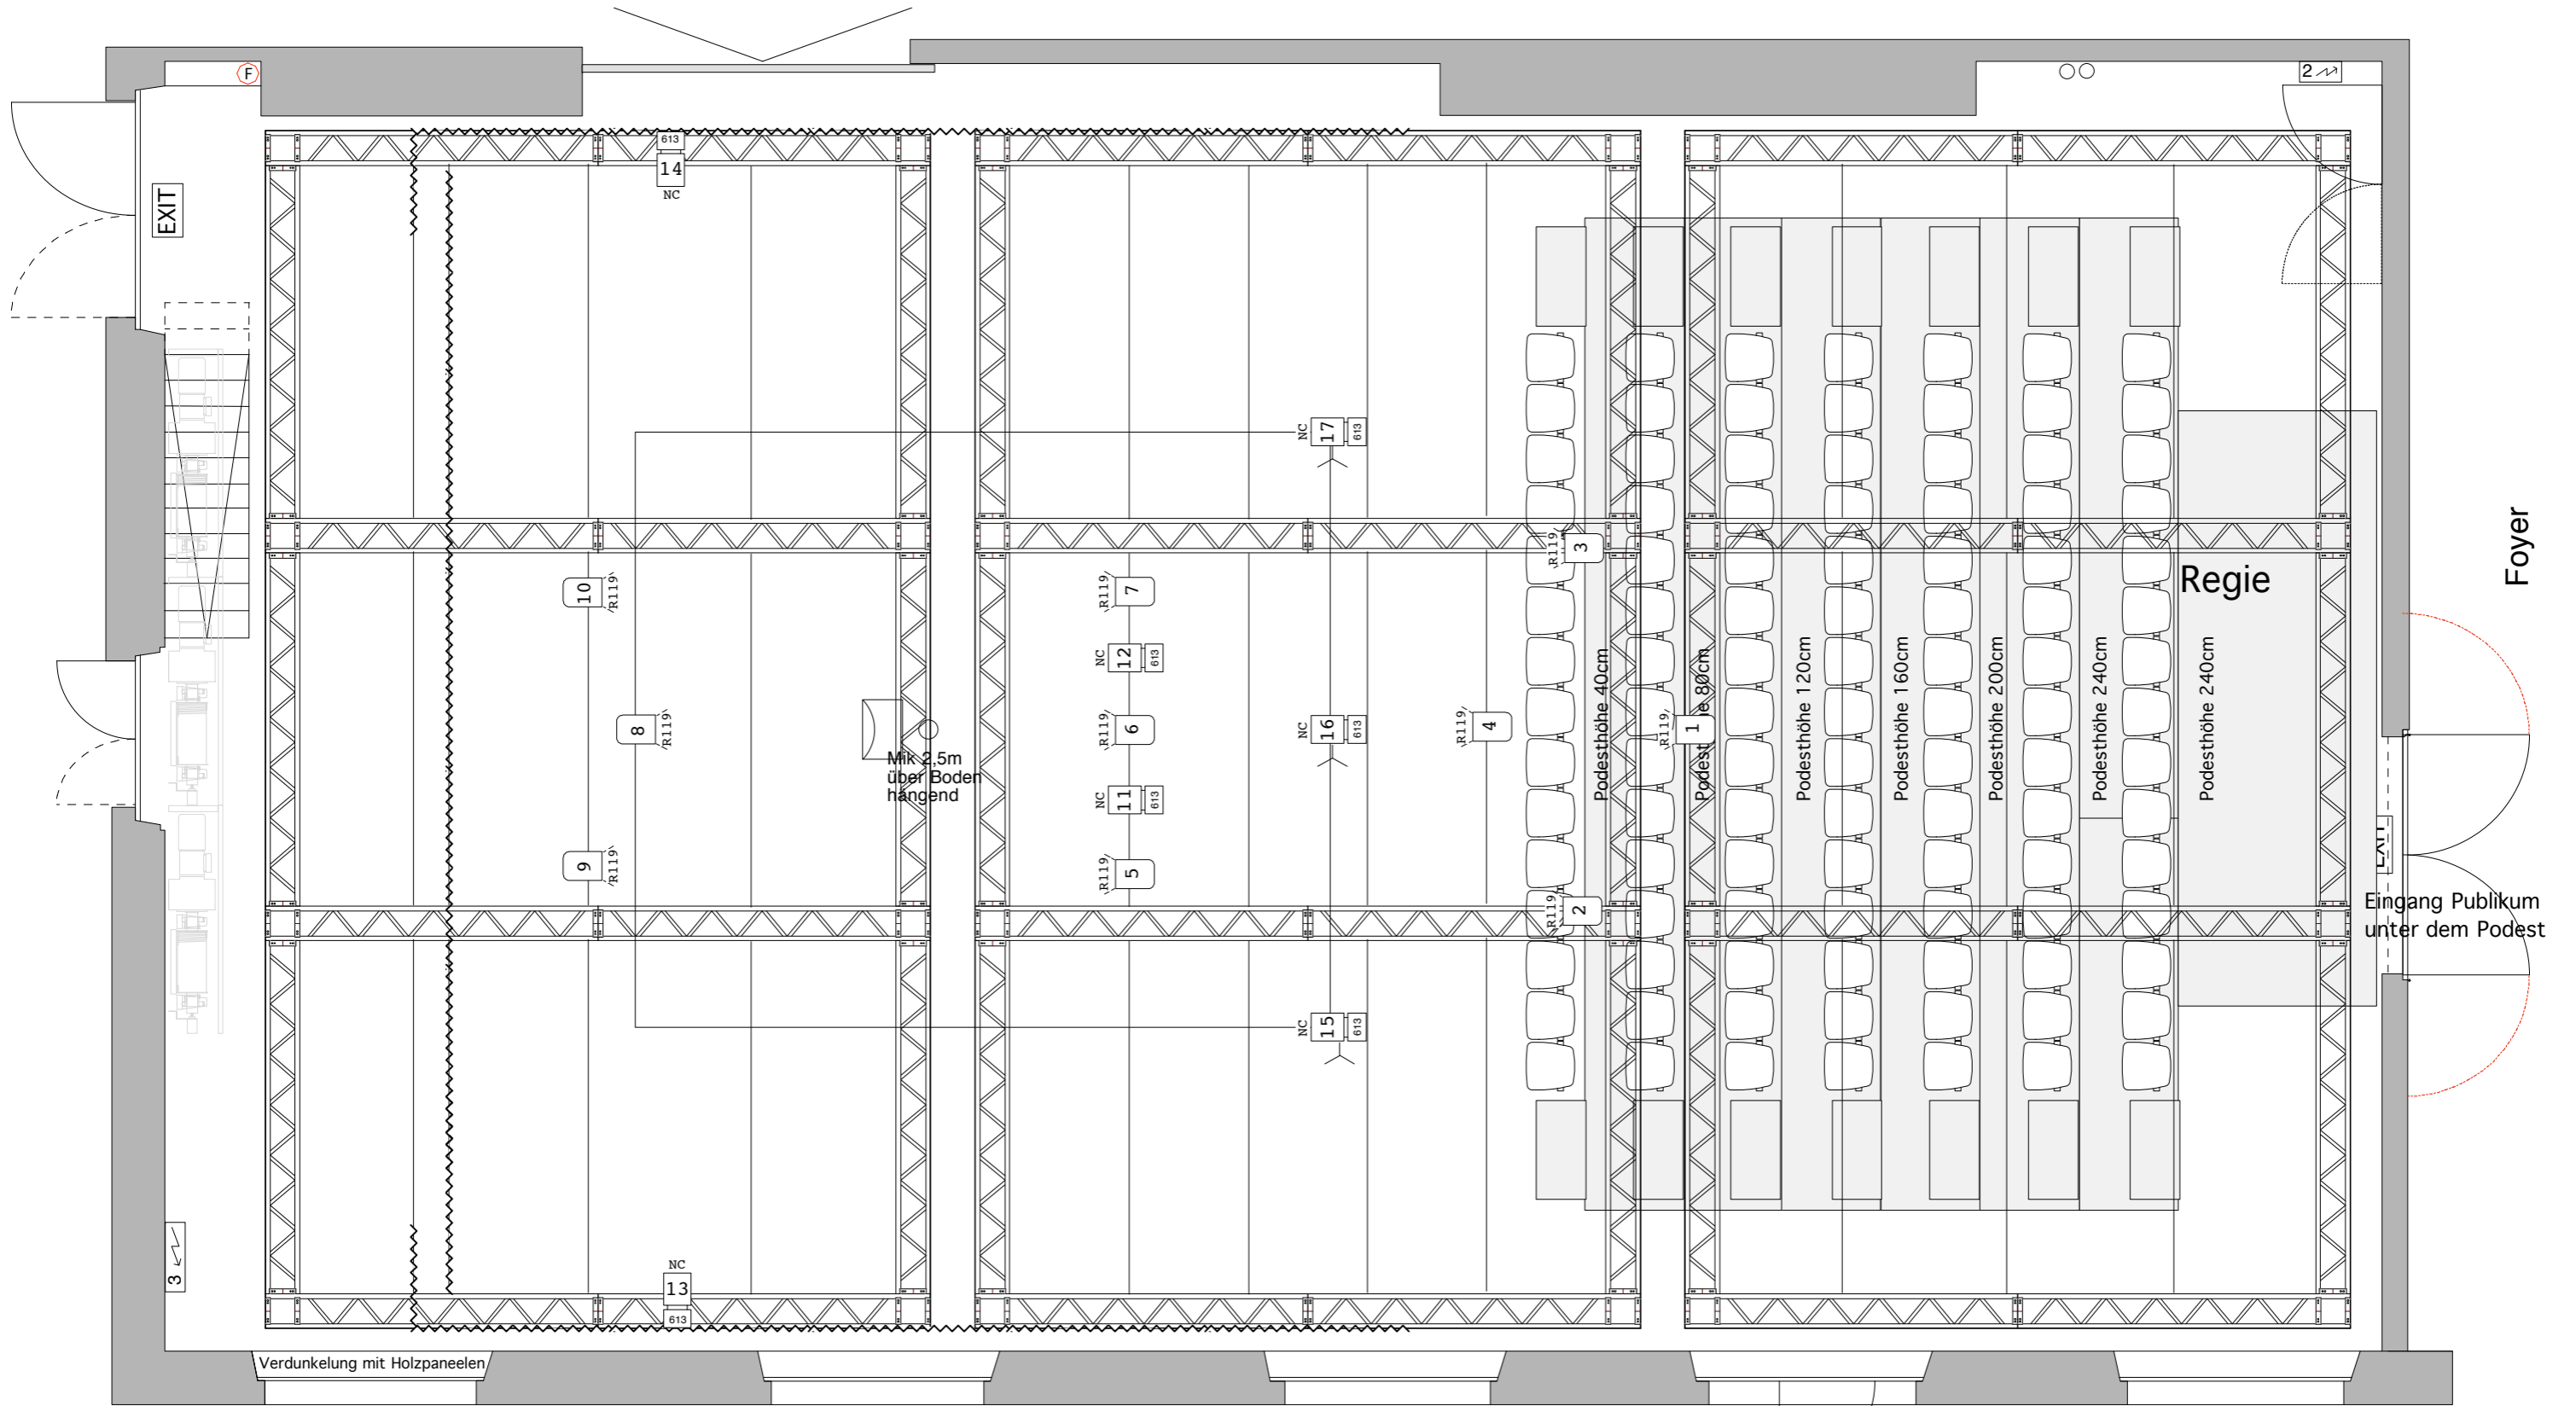 F
2
EXIT
613
14
NC
NC
17
613
Foyer
R119
3
Regie
10
R119
R119
7
NC
12
613
8
R119
R119
6
NC
16
613
R119
4
R119
1
Podesthöhe 40cm
Podesthöhe 80cm
Podesthöhe 120cm
Podesthöhe 160cm
Podesthöhe 200cm
Podesthöhe 240cm
Podesthöhe 240cm
Mik 2,5m
über Boden
hängend
NC
11
613
9
R119
R119
5
EXIT
R119
2
Eingang Publikum
unter dem Podest
NC
15
613
3
NC
13
613
Verdunkelung mit Holzpaneelen